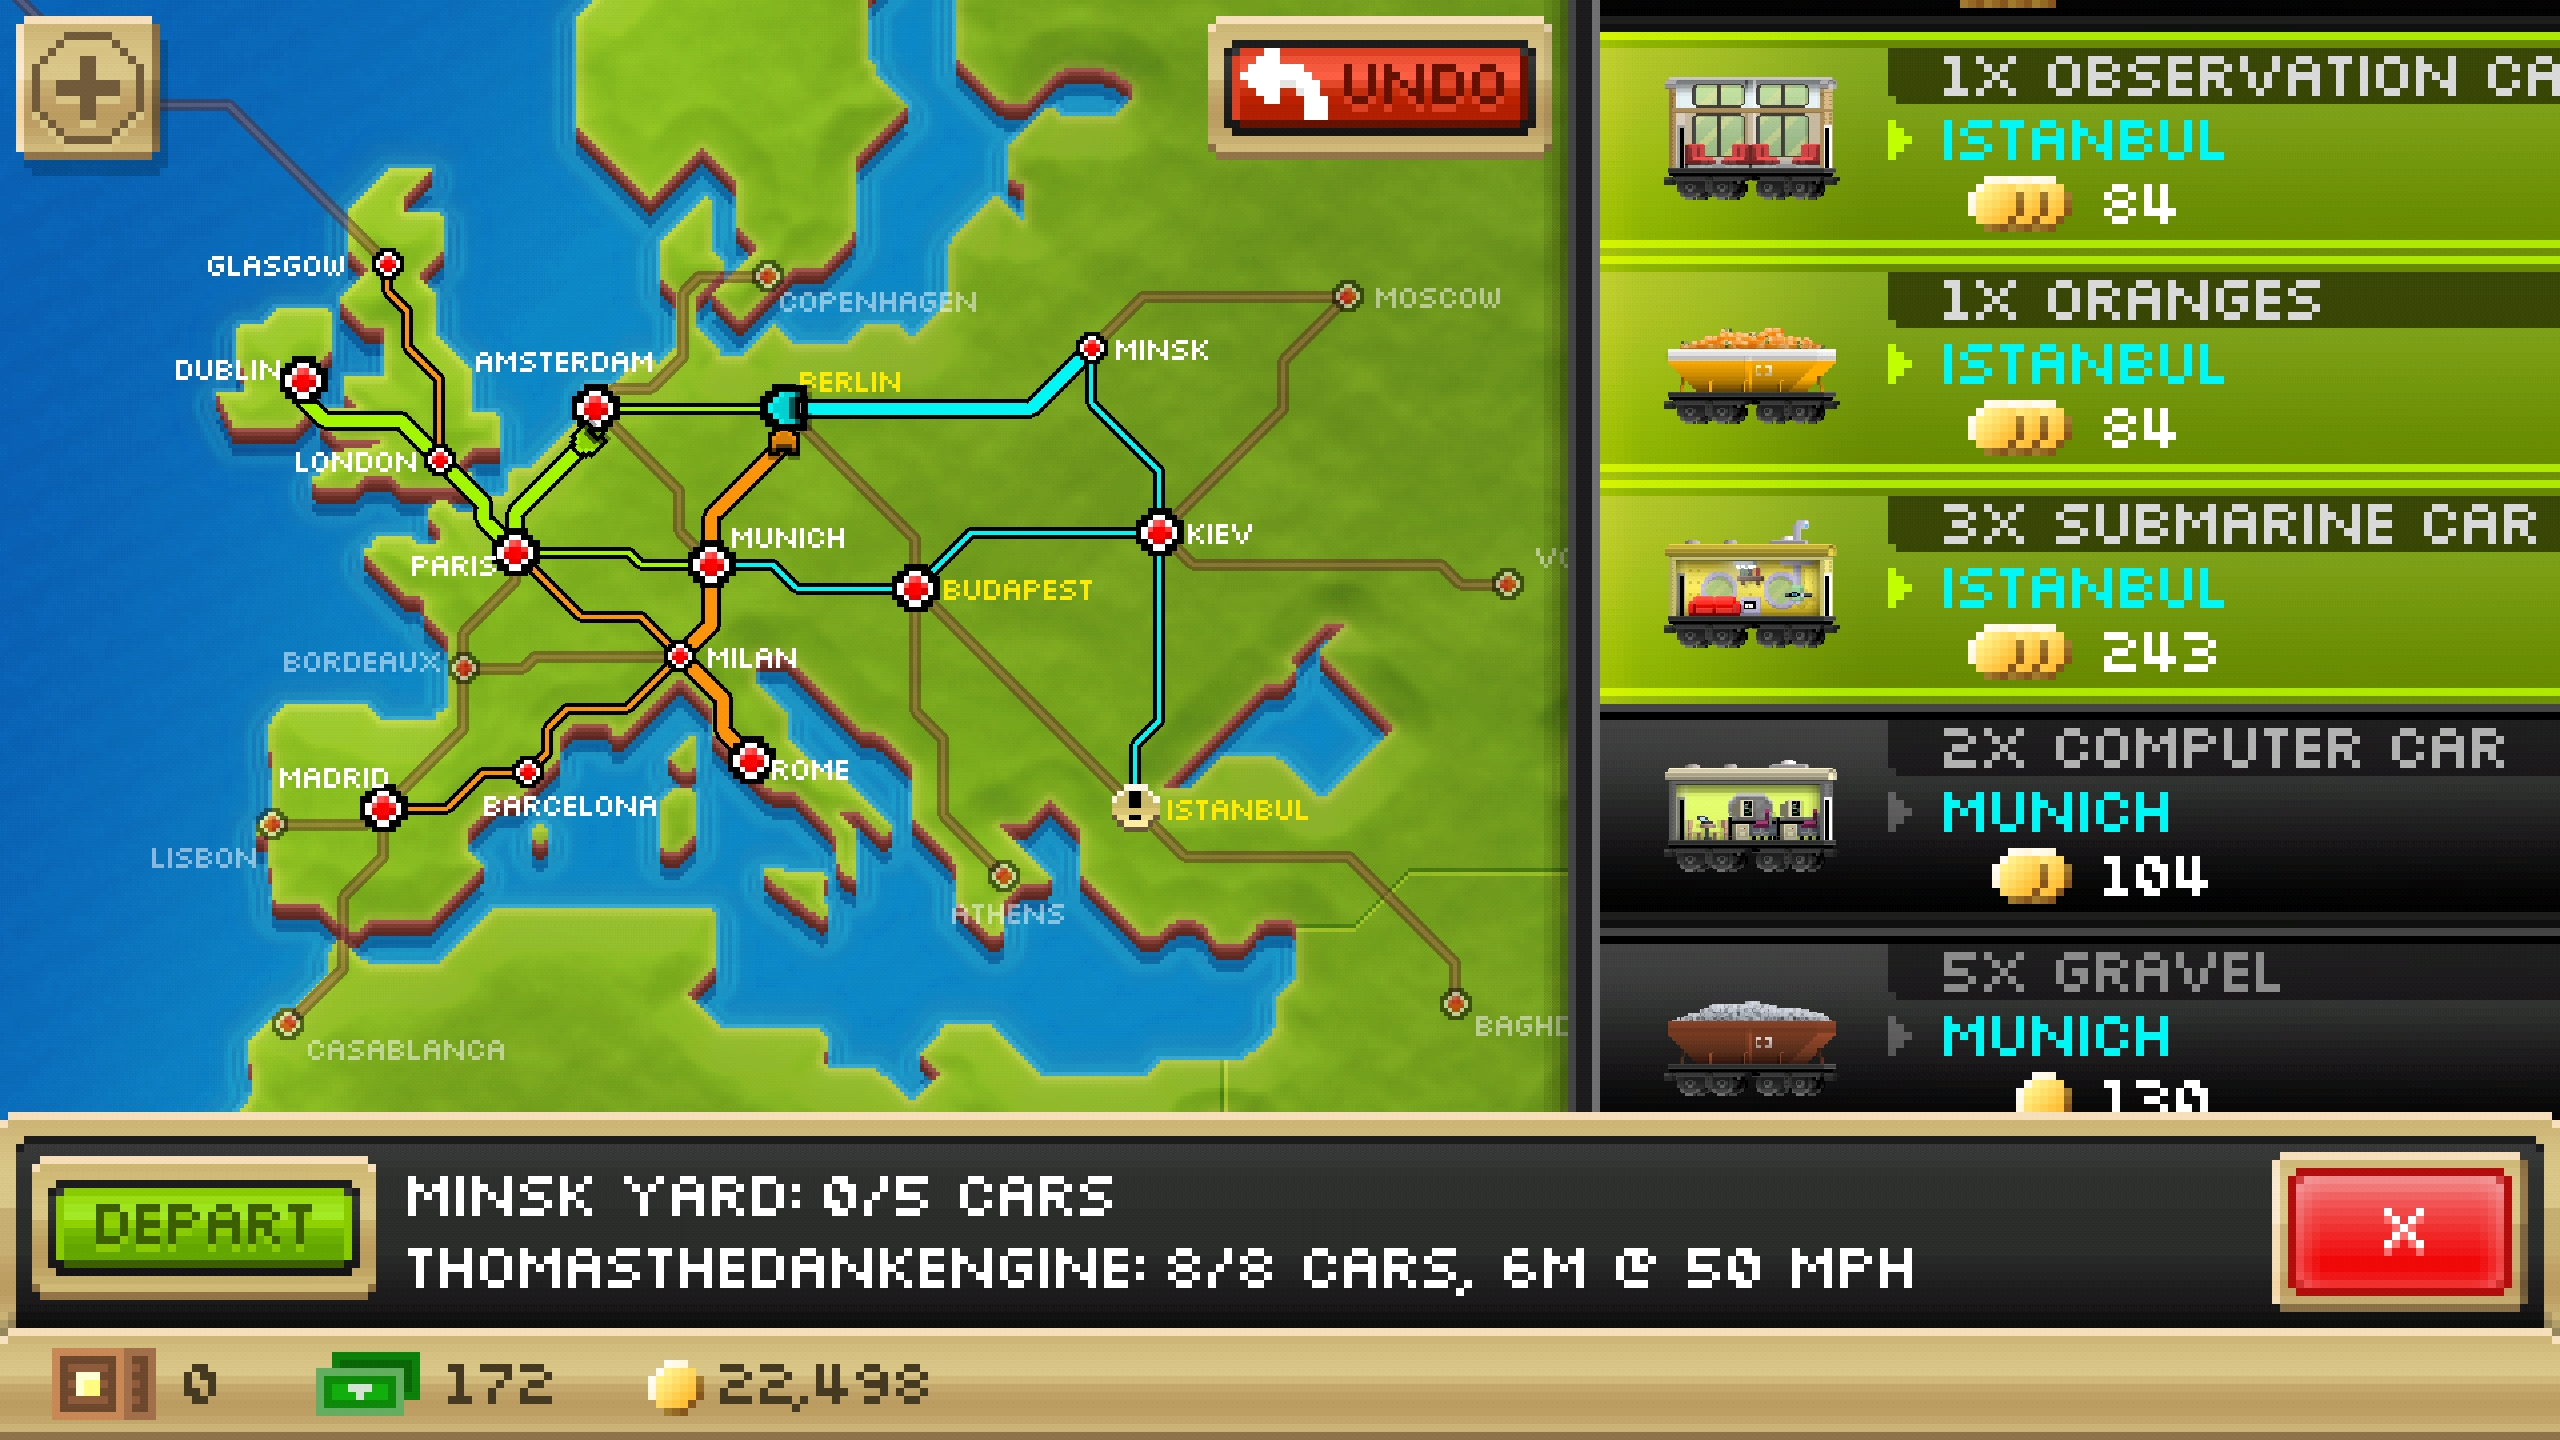 UNDO
GLASGOW
COPENHAGEN
MOSCOW
DUBLIN
AMSTERDAM
BERLIN
MINSK
LONDON
MUNICH
KIEV
PARIS
BUDAPEST
BORDEAUX
MILAN
MADRID
ROME
BARCELONA
ISTANBUL
LISBON
ATHENS
CASABLANCA
1X OBSERVATION CA
ISTANBUL
84
1X ORANGES
ISTANBUL
84
3X SUBMARINE CAR
ISTANBUL
243
2X COMPUTER CAR
MUNICH
104
5X GRAVEL
MUNICH
130
VO
BAGHD
DEPART
MINSK YARD: 0/5 CARS
THOMASTHEDANKENGINE: 8/8 CARS, 6M @ 50 MPH
X
0
172
22,498